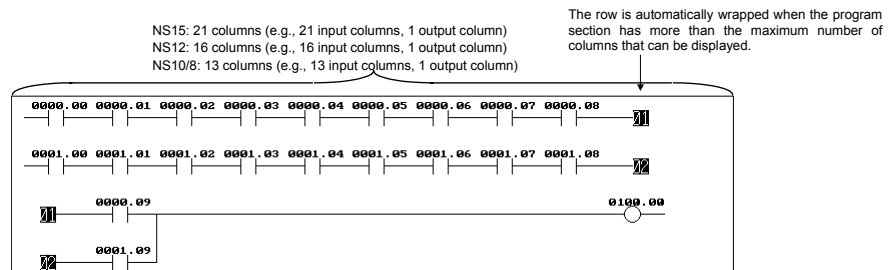 NS15: 21 columns (e.g., 21 input columns, 1 output column)
NS12: 16 columns (e.g., 16 input columns, 1 output column)
NS10/8: 13 columns (e.g., 13 input columns, 1 output column)
The row is automatically wrapped when the program
section has more than the maximum number of
columns that can be displayed.
0000.00 0000.01 0000.02 0000.03 0000.04 0000.05 0000.06 0000.07 0000.08
01
0001.00 0001.01 0001.02 0001.03 0001.04 0001.05 0001.06 0001.07 0001.08
02
0000.09 0100.00
01
0001.09
02